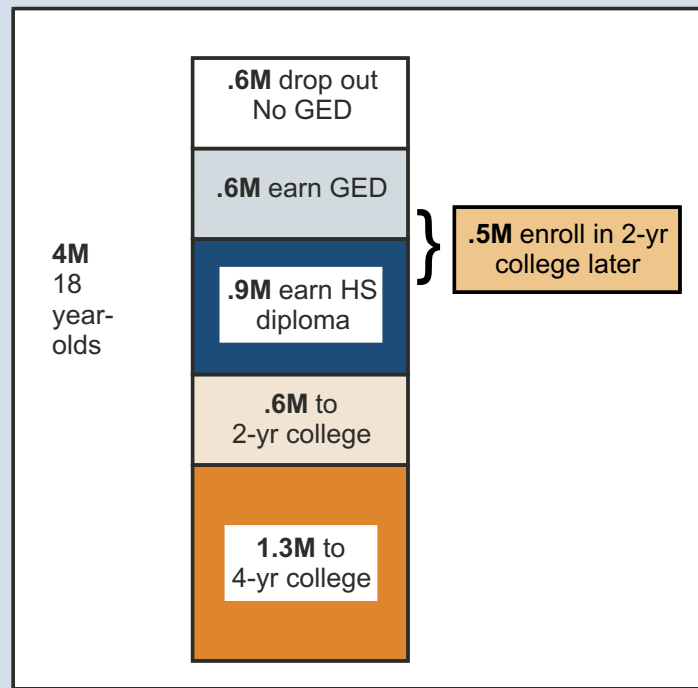 .6M drop out
No GED
.6M earn GED
.5M enroll in 2-yr
college later
4M
18
year-
olds
.9M earn HS
diploma
.6M to
2-yr college
1.3M to
4-yr college